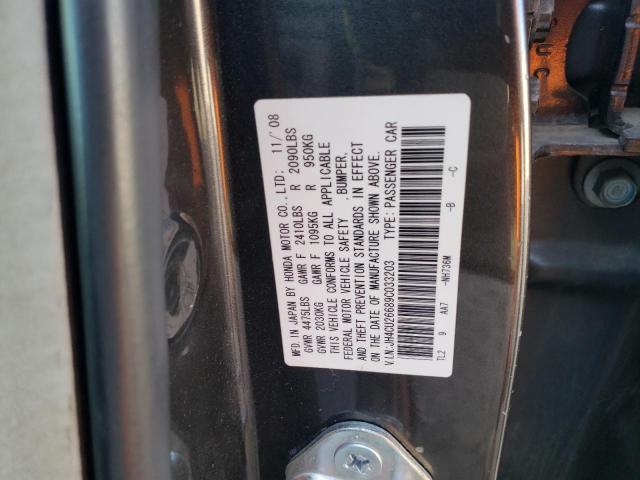 MFD. IN JAPAN BY HONDA MOTOR CO., LTD: 11/'08
GVWR 4475LBS GAWR F 2410LBS R 2090LBS
GVWR 2030KG GAWR F 1095KG R 950KG
THIS VEHICLE CONFORMS TO ALL APPLICABLE
FEDERAL MOTOR VEHICLE SAFETY , BUMPER,
AND THEFT PREVENTION STANDARDS IN EFFECT
ON THE DATE OF MANUFACTURE SHOWN ABOVE.
V.I.N:JH4CU26689C033203 TYPE: PASSENGER CAR
TL2 9 AA7 -NH736M -B -C